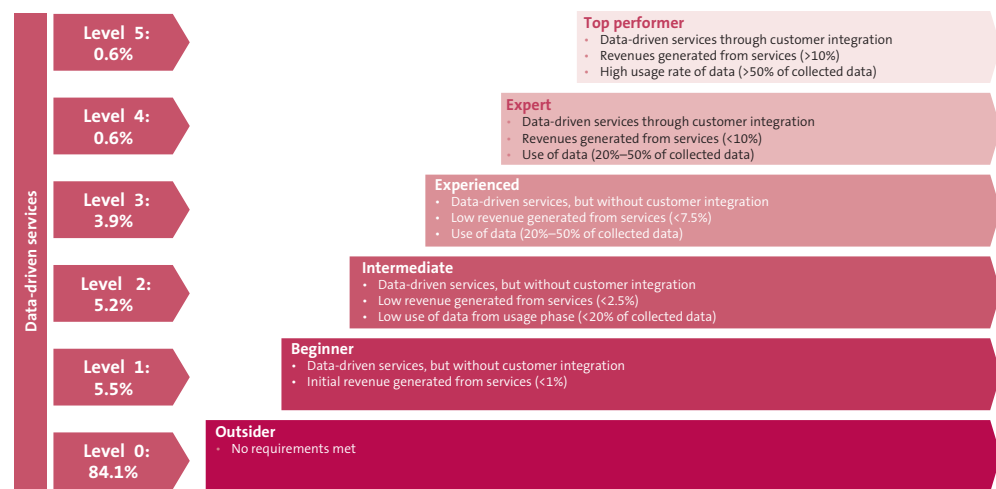 Data-driven services
Level 5:
0.6%
Top performer
• Data-driven services through customer integration
• Revenues generated from services (>10%)
• High usage rate of data (>50% of collected data)
Level 4:
0.6%
Expert
• Data-driven services through customer integration
• Revenues generated from services (<10%)
• Use of data (20%–50% of collected data)
Level 3:
3.9%
Experienced
• Data-driven services, but without customer integration
• Low revenue generated from services (<7.5%)
• Use of data (20%–50% of collected data)
Level 2:
5.2%
Intermediate
• Data-driven services, but without customer integration
• Low revenue generated from services (<2.5%)
• Low use of data from usage phase (<20% of collected data)
Level 1:
5.5%
Beginner
• Data-driven services, but without customer integration
• Initial revenue generated from services (<1%)
Level 0:
84.1%
Outsider
• No requirements met